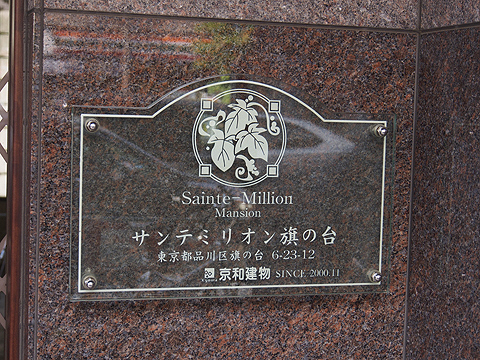 Sainte-Million
Mansion
サンテミリオン旗の台
東京都品川区旗の台 6-23-12
京和建物 SINCE 2000.11